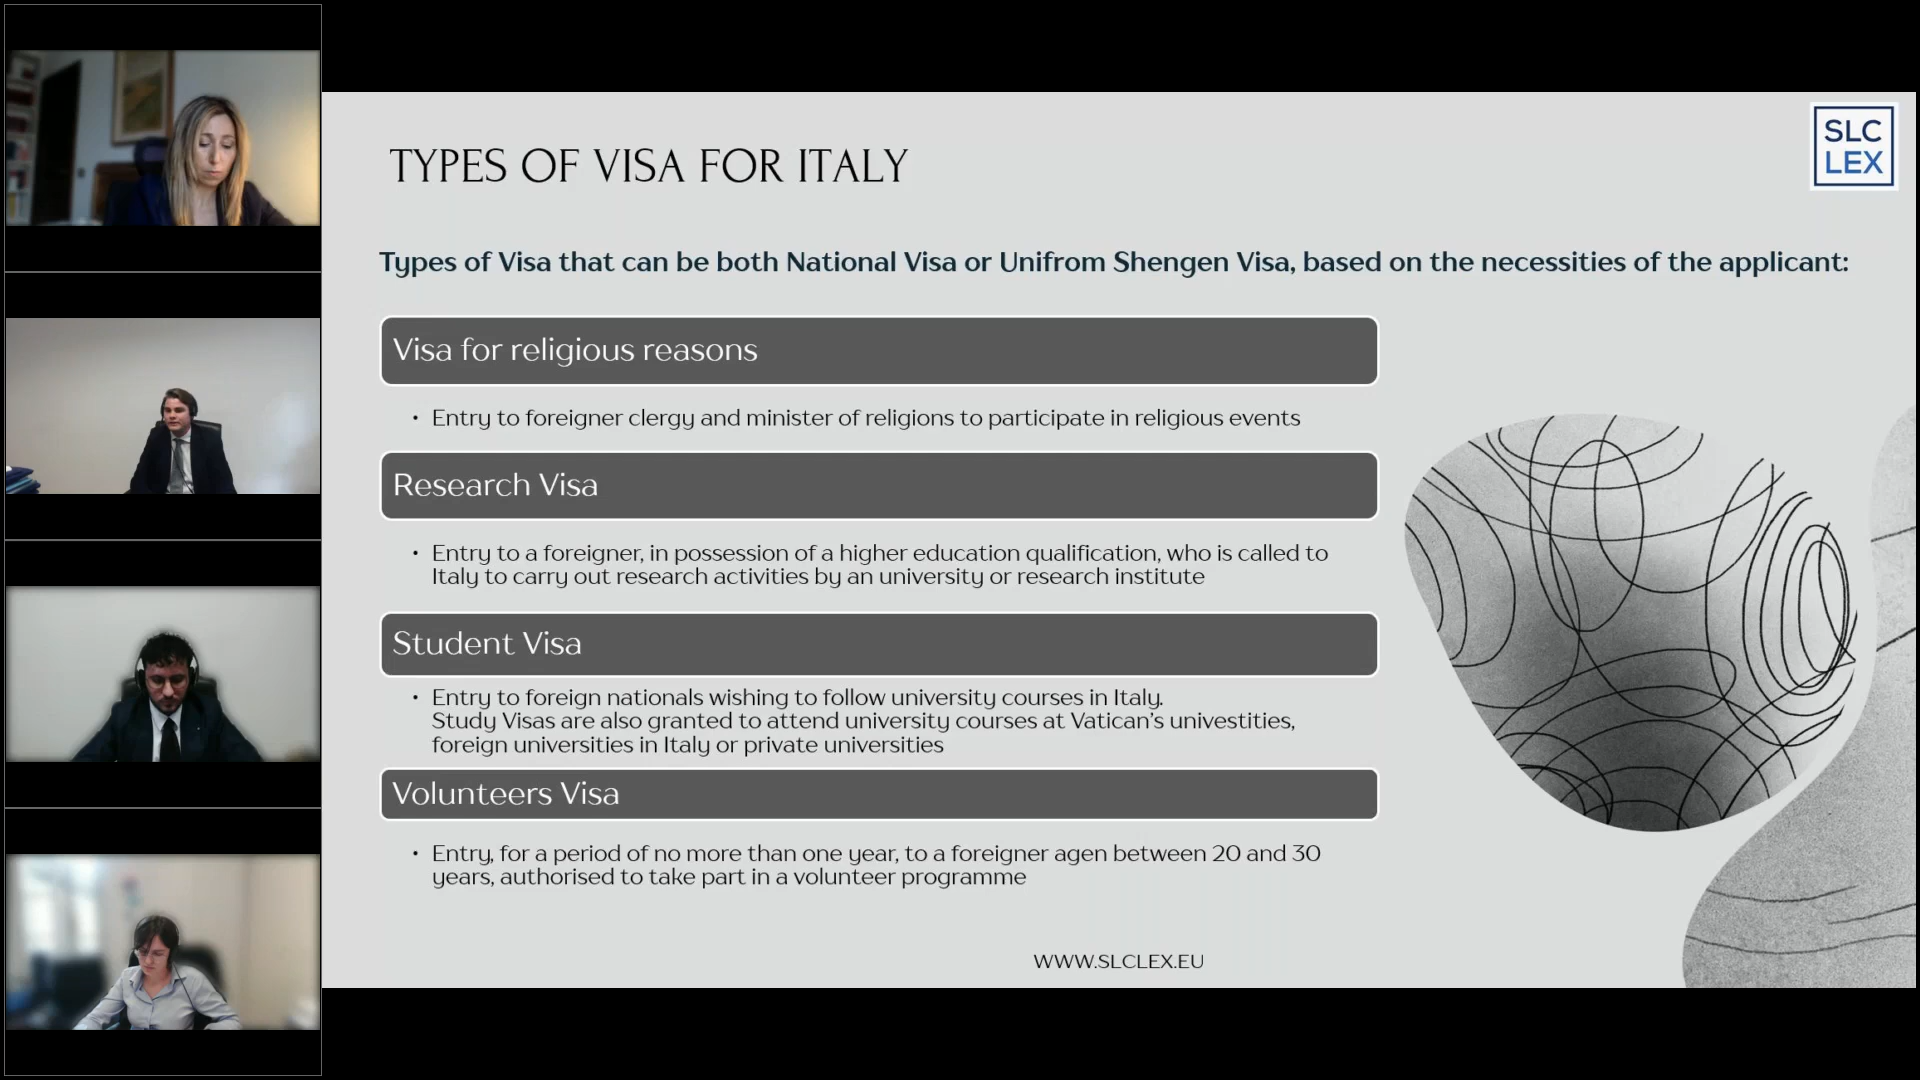 TYPES OF VISA FOR ITALY
SLC
LEX
Types of Visa that can be both National Visa or Unifrom Shengen Visa, based on the necessities of the applicant:
Visa for religious reasons
• Entry to foreigner clergy and minister of religions to participate in religious events
Research Visa
• Entry to a foreigner, in possession of a higher education qualification, who is called to
Italy to carry out research activities by an university or research institute
Student Visa
• Entry to foreign nationals wishing to follow university courses in Italy.
Study Visas are also granted to attend university courses at Vatican's univestities,
foreign universities in Italy or private universities
Volunteers Visa
• Entry, for a period of no more than one year, to a foreigner agen between 20 and 30
years, authorised to take part in a volunteer programme
WWW.SLCLEX.EU